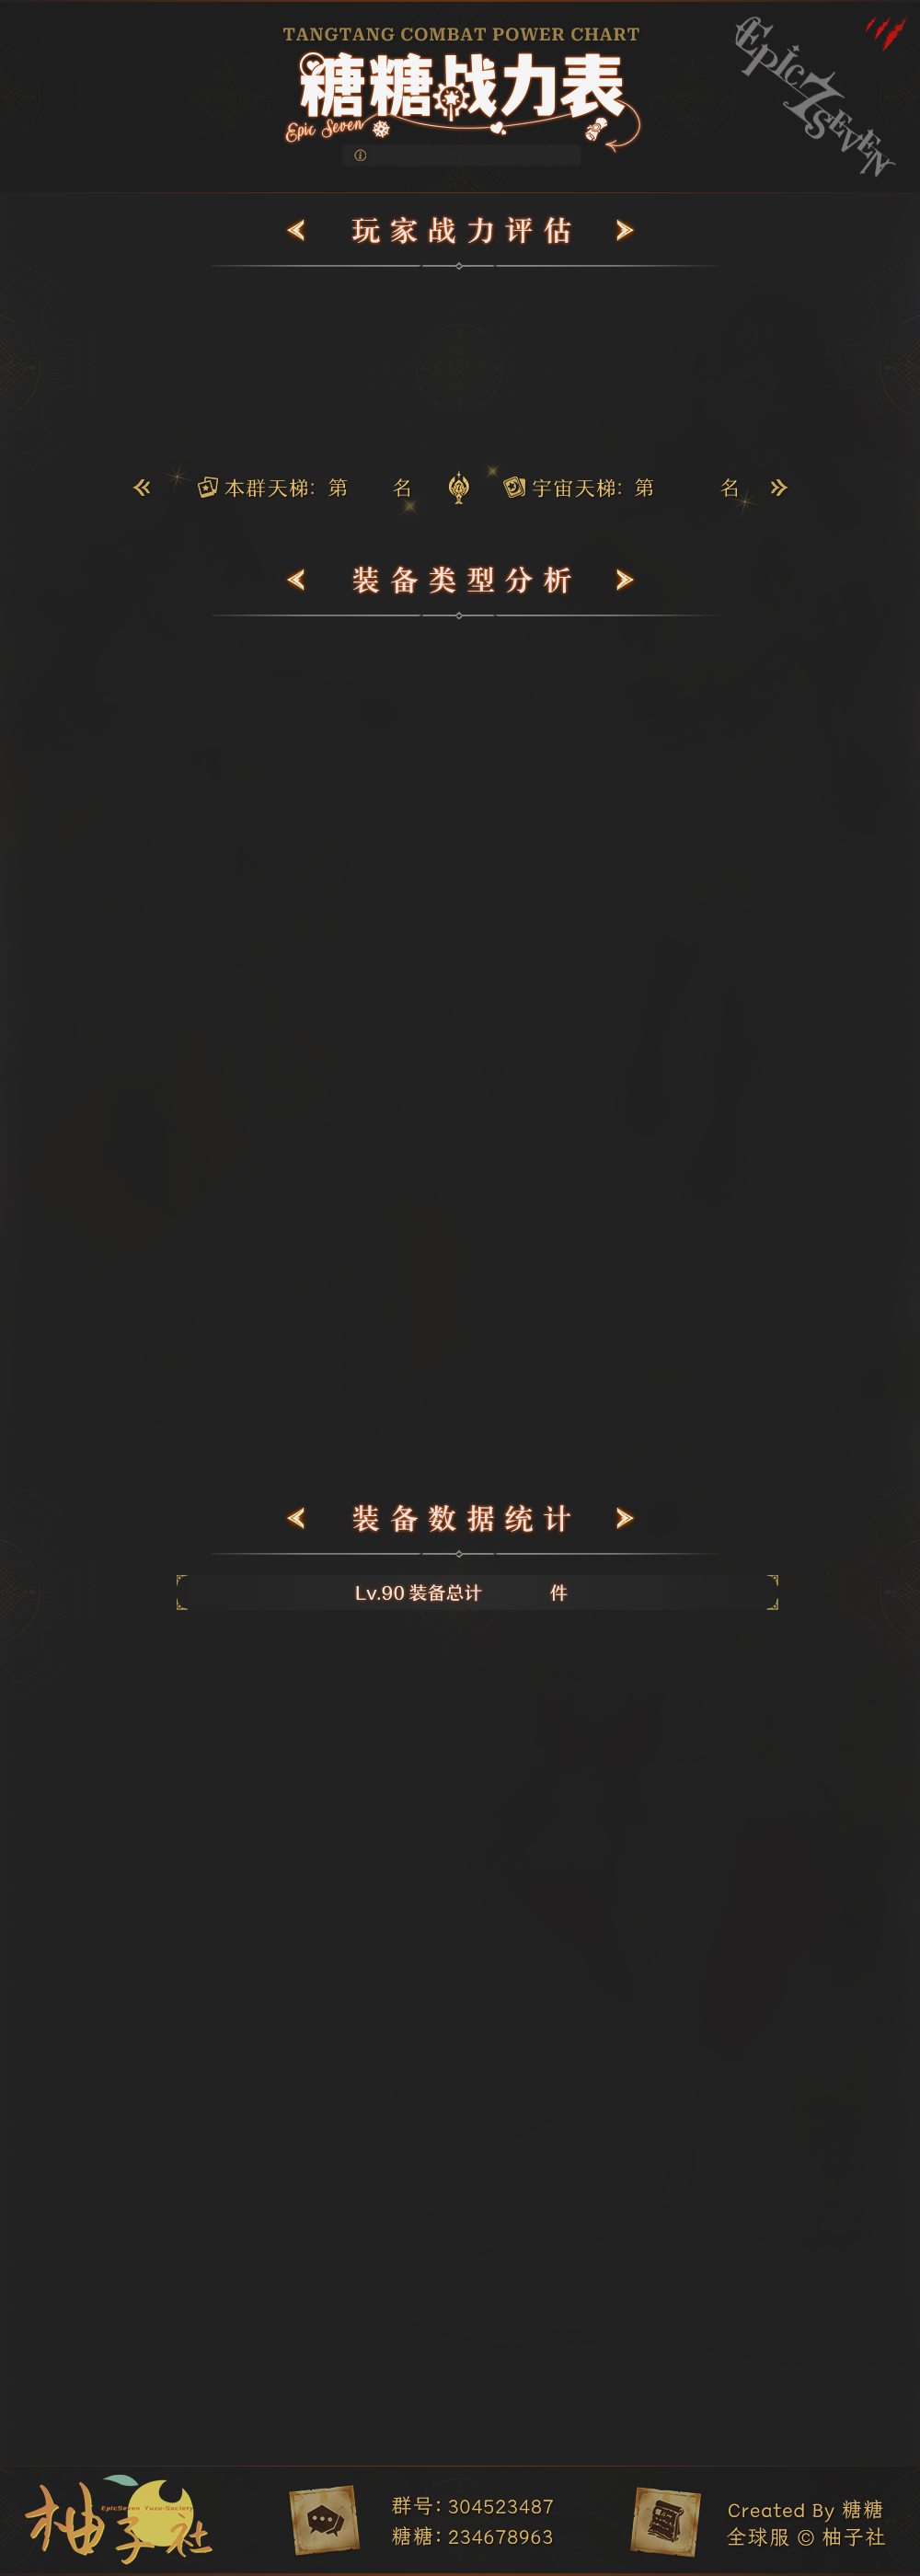 TANGTANG COMBAT POWER CHART
糖糖战力表
Epic Seven
Epic7SEVEN
玩家战力评估
本群天梯: 第 名
宇宙天梯: 第 名
装备类型分析
装备数据统计
Lv.90 装备总计 件
柚子社
EpicSeven Yuzu-Society
群号: 304523487
糖糖: 234678963
Created By 糖糖
全球服 © 柚子社